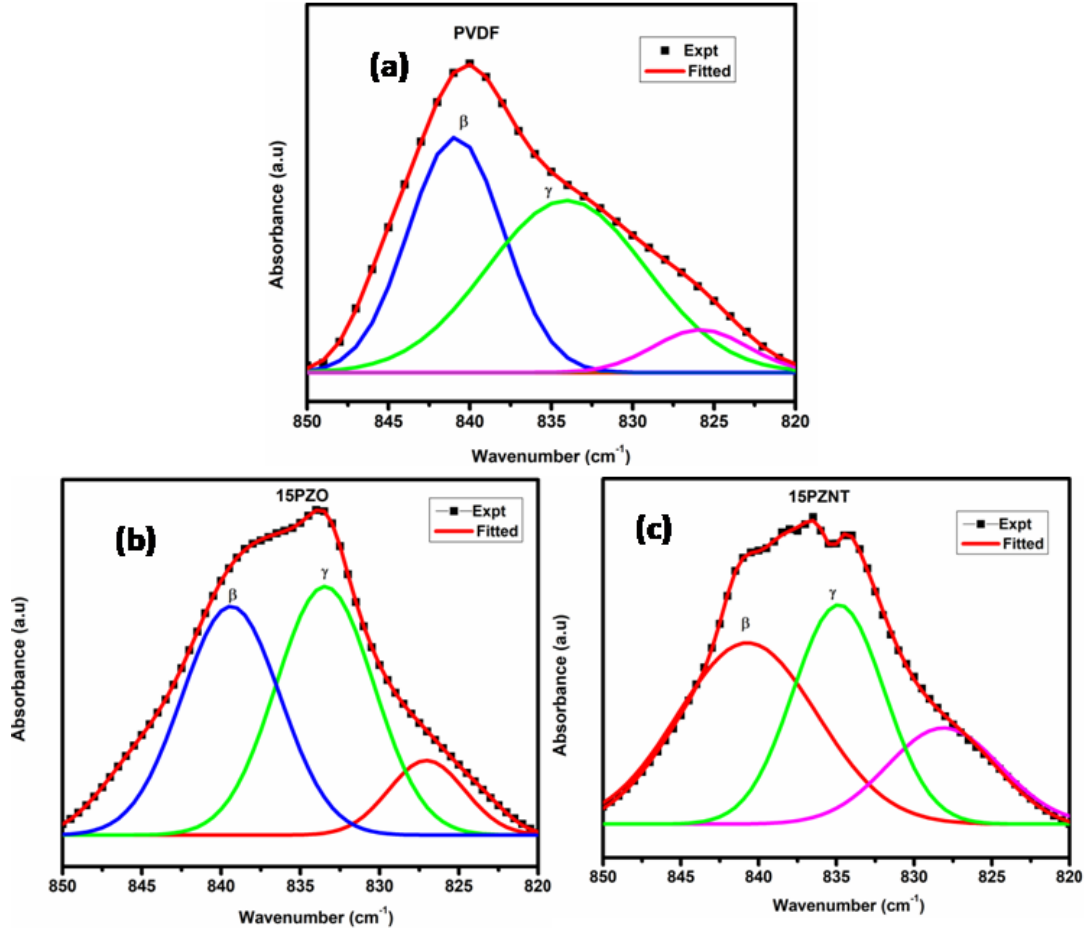 PVDF
(a)
Expt
Fitted
β
γ
Absorbance (a.u)
850 845 840 835 830 825 820
Wavenumber (cm⁻¹)
15PZO
(b)
Expt
Fitted
β
γ
Absorbance (a.u)
850 845 840 835 830 825 820
Wavenumber (cm⁻¹)
15PZNT
(c)
Expt
Fitted
β
γ
Absorbance (a.u)
850 845 840 835 830 825 820
Wavenumber (cm⁻¹)